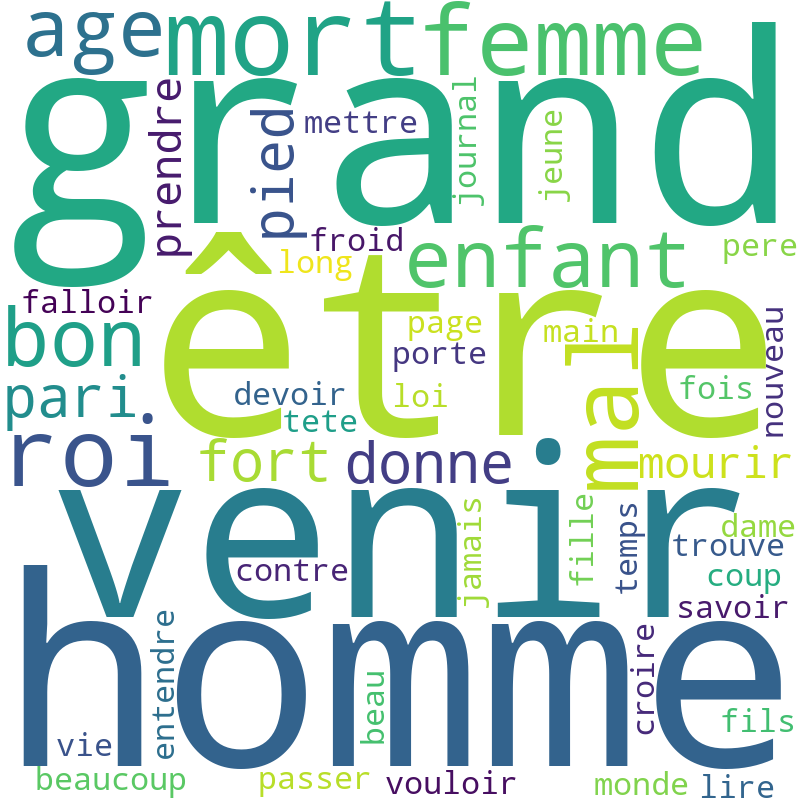 age
mort
femme
grand
prendre
pied
mettre
journal
jeune
froid
long
enfant
pere
falloir
être
bon
page
main
porte
mal
nouveau
pari
devoir
loi
fois
tete
roi
fort
donne
mourir
venir
contre
jamais
fille
temps
dame
trouve
coup
savoir
homme
entendre
beau
croire
fils
vie
beaucoup
passer
vouloir
monde
lire